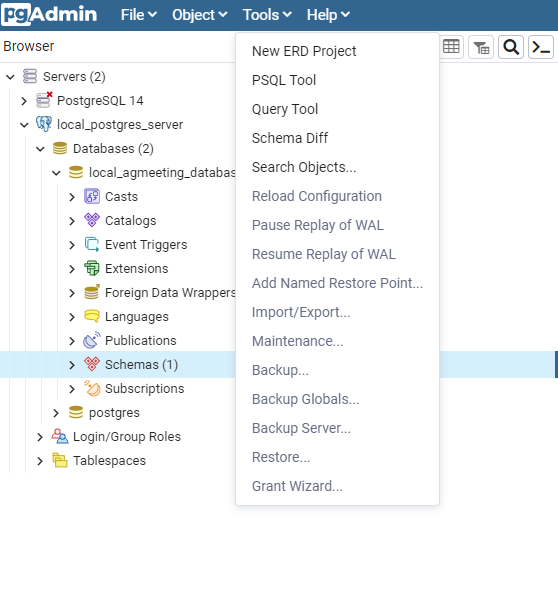 pgAdmin File Object Tools Help
Browser
Servers (2)
PostgreSQL 14
local_postgres_server
Databases (2)
local_agmeeting_databas
Casts
Catalogs
Event Triggers
Extensions
Foreign Data Wrappers
Languages
Publications
Schemas (1)
Subscriptions
postgres
Login/Group Roles
Tablespaces
New ERD Project
PSQL Tool
Query Tool
Schema Diff
Search Objects...
Reload Configuration
Pause Replay of WAL
Resume Replay of WAL
Add Named Restore Point...
Import/Export...
Maintenance...
Backup...
Backup Globals...
Backup Server...
Restore...
Grant Wizard...